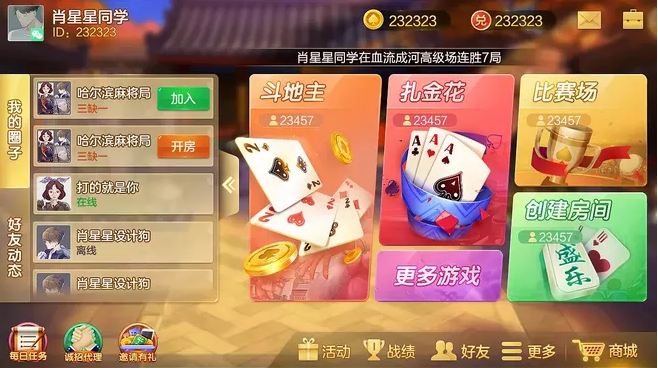 肖星星同学
ID：232323
232323
232323
肖星星同学在血流成河高级场连胜7局
我的圈子
好友动态
哈尔滨麻将局
三缺一
加入
哈尔滨麻将局
三缺一
开房
打的就是你
在线
肖星星设计狗
离线
肖星星设计狗
斗地主
23457
扎金花
23457
比赛场
23457
创建房间
23457
更多游戏
2
2
2
A
A
A
盛乐
每日任务
诚招代理
邀请有礼
活动
战绩
好友
更多
商城
兑